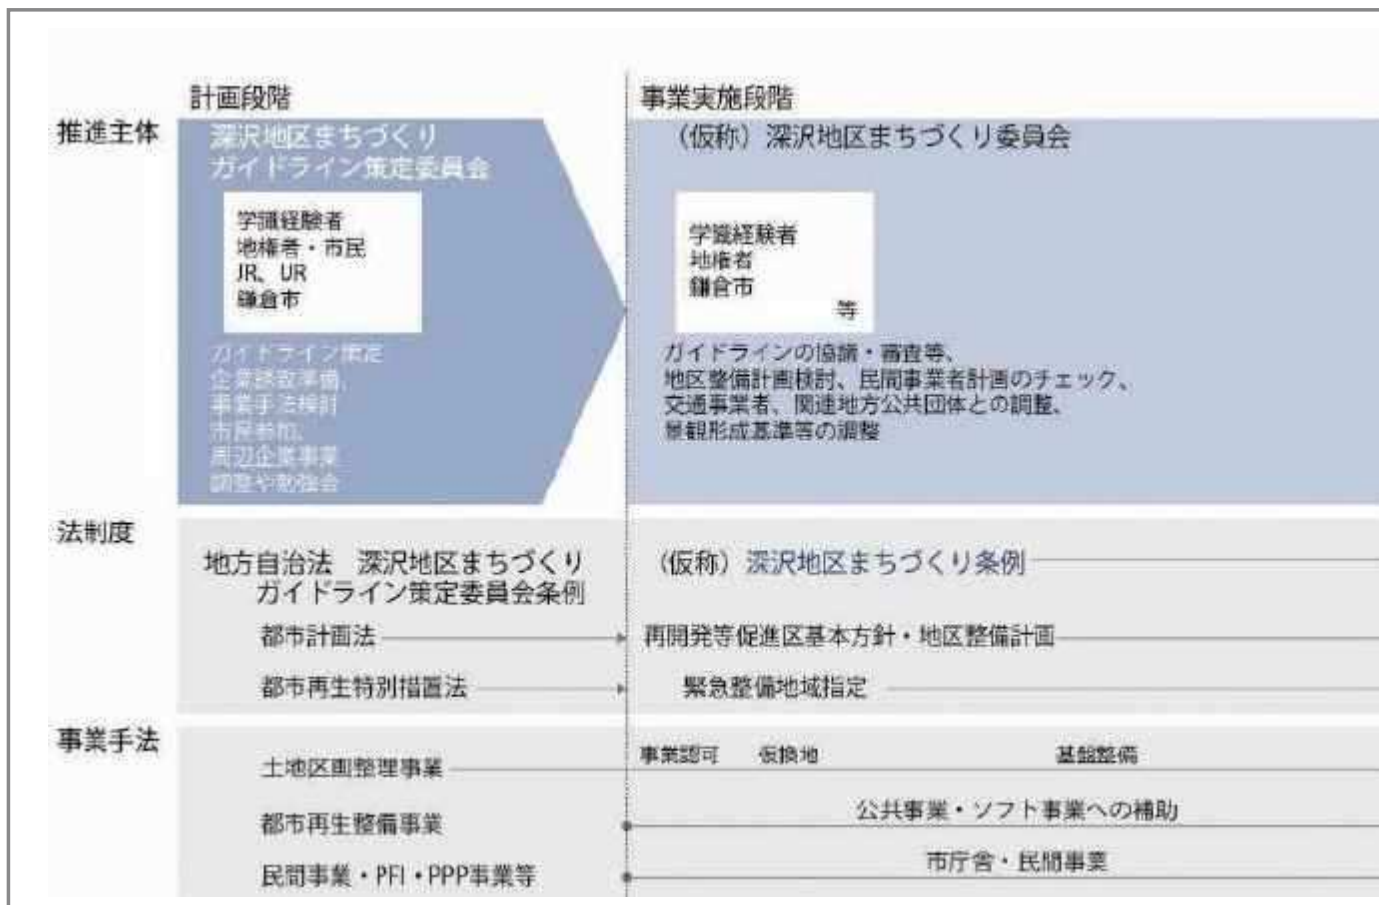 計画段階
事業実施段階
推進主体
深沢地区まちづくり
ガイドライン策定委員会
学識経験者
地権者・市民
JR、UR
鎌倉市
ガイドライン策定
企業誘致準備、
事業手法検討
市民参加、
周辺企業事業
調整や勉強会
（仮称）深沢地区まちづくり委員会
学識経験者
地権者
鎌倉市
等
ガイドラインの協議・審査等、
地区整備計画検討、民間事業者計画のチェック、
交通事業者、関連地方公共団体との調整、
景観形成基準等の調整
法制度
地方自治法　深沢地区まちづくり
ガイドライン策定委員会条例
（仮称）深沢地区まちづくり条例
都市計画法
再開発等促進区基本方針・地区整備計画
都市再生特別措置法
緊急整備地域指定
事業手法
土地区画整理事業
事業認可　仮換地　基盤整備
都市再生整備事業
公共事業・ソフト事業への補助
民間事業・PFI・PPP事業等
市庁舎・民間事業